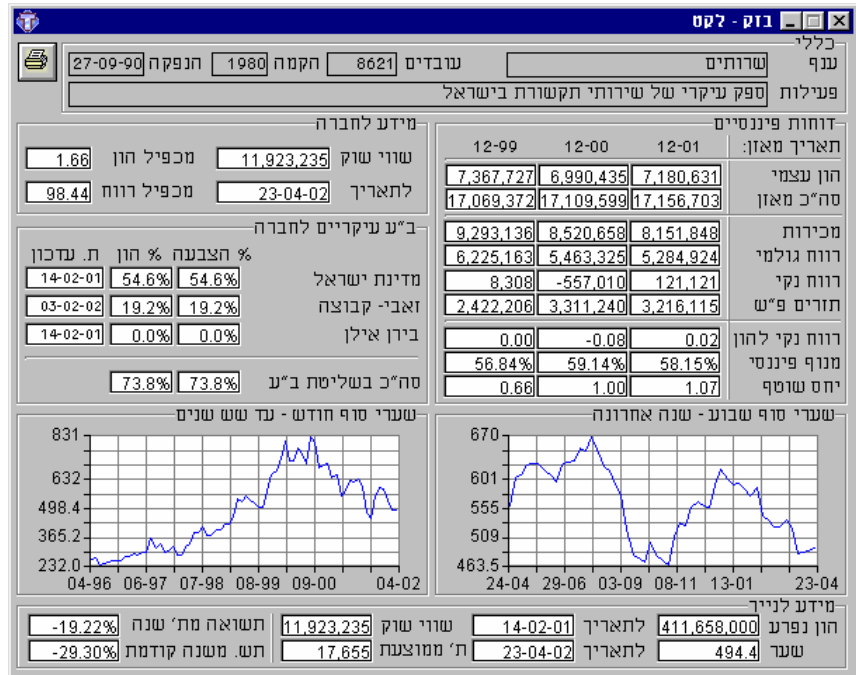 בזק - לקט
כללי
ענף שרותים עובדים 8621 הקמה 1980 הנפקה 27-09-90
פעילות ספק עיקרי של שירותי תקשורת בישראל
דוחות פיננסיים
תאריך מאזן: 12-01 12-00 12-99
הון עצמי 7,180,631 6,990,435 7,367,727
סה"כ מאזן 17,156,703 17,109,599 17,069,372
מכירות 8,151,848 8,520,658 9,293,136
רווח גולמי 5,284,924 5,463,325 6,225,163
רווח נקי 121,121 -557,010 8,308
תזרים פ"ש 3,216,115 3,311,240 2,422,206
רווח נקי להון 0.02 -0.08 0.00
מנוף פיננסי 58.15% 59.14% 56.84%
יחס שוטף 1.07 1.00 0.66
מידע לחברה
שווי שוק 11,923,235 מכפיל הון 1.66
לתאריך 23-04-02 מכפיל רווח 98.44
ב"ע עיקריים לחברה
% הצבעה % הון ת. עדכון
מדינת ישראל 54.6% 54.6% 14-02-01
זאבי- קבוצה 19.2% 19.2% 03-02-02
בירן אילן 0.0% 0.0% 14-02-01
סה"כ בשליטת ב"ע 73.8% 73.8%
שערי סוף שבוע - שנה אחרונה
670
601
555
509
463.5
24-04 29-06 03-09 08-11 13-01 23-04
שערי סוף חודש - עד שש שנים
831
632
498.4
365.2
232.0
04-96 06-97 07-98 08-99 09-00 04-02
מידע לנייר
הון נפרע 411,658,000 לתאריך 14-02-01 שווי שוק 11,923,235 תשואה מת' שנה -19.22%
שער 494.4 לתאריך 23-04-02 ת' ממוצעת 17,655 תש. משנה קודמת -29.30%